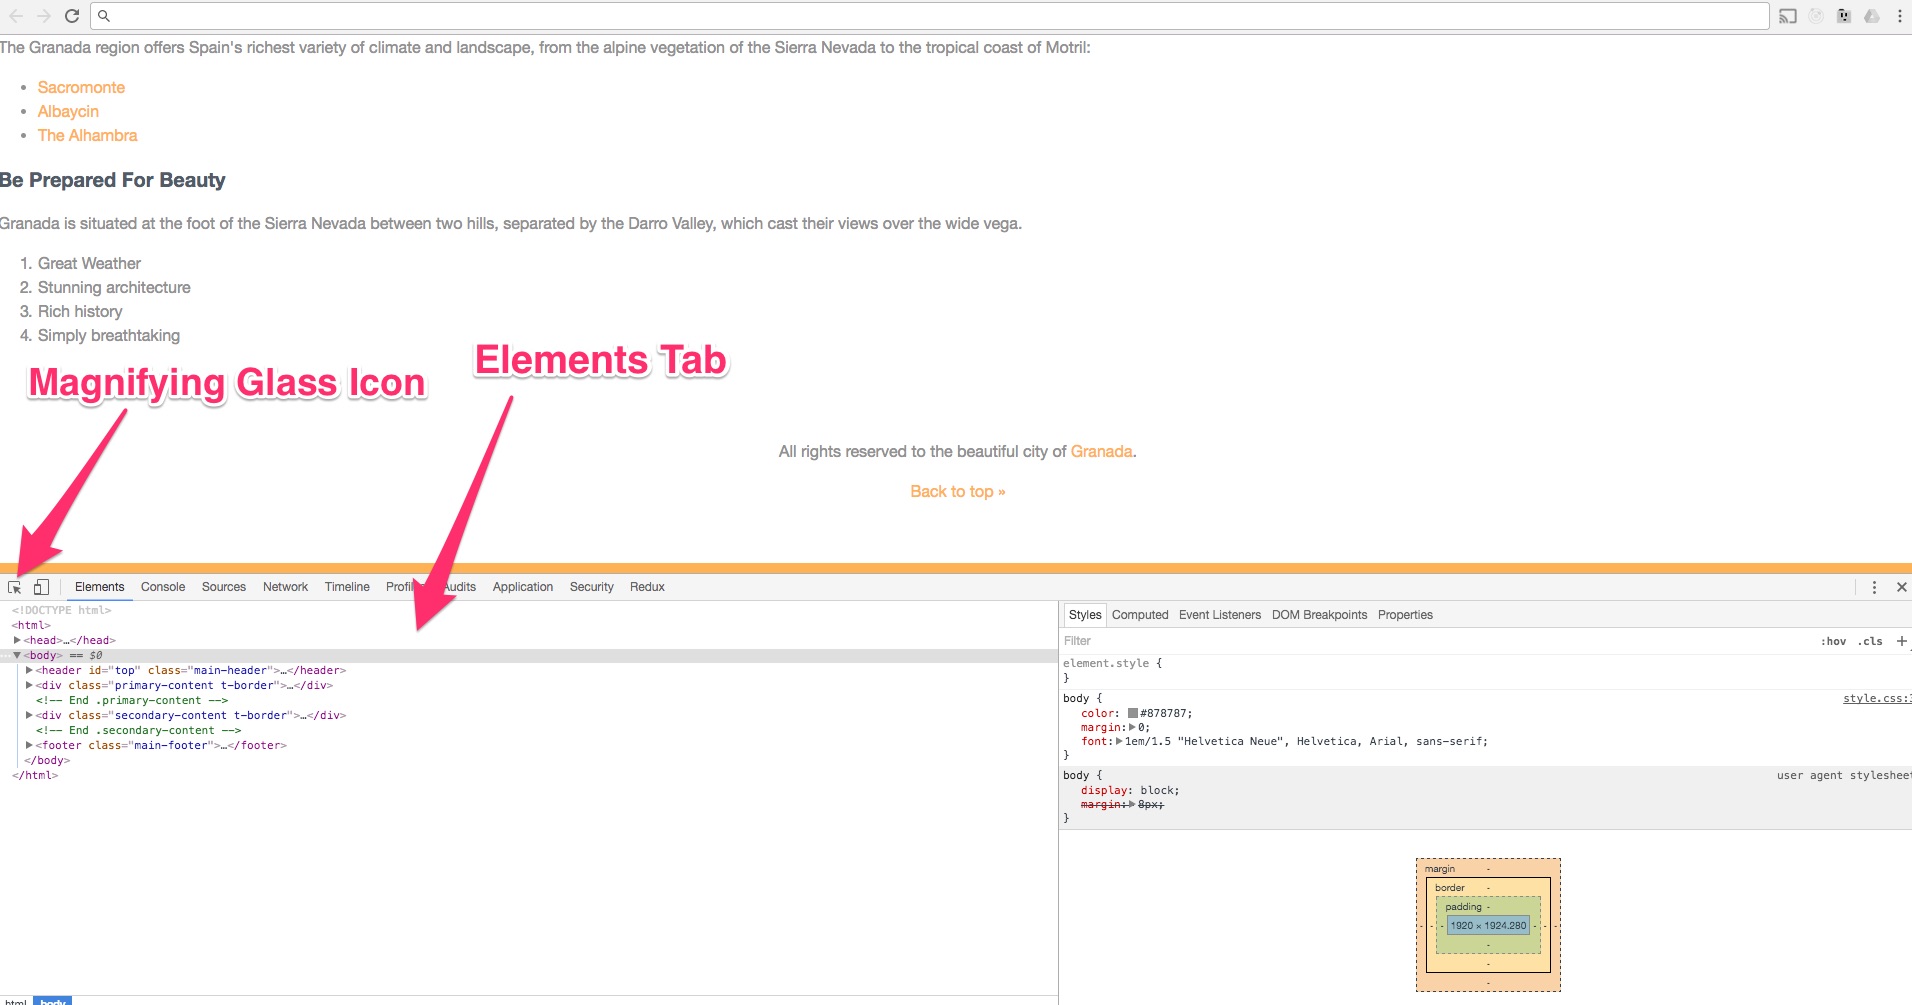 The Granada region offers Spain's richest variety of climate and landscape, from the alpine vegetation of the Sierra Nevada to the tropical coast of Motril:
• Sacromonte
• Albaycin
• The Alhambra
Be Prepared For Beauty
Granada is situated at the foot of the Sierra Nevada between two hills, separated by the Darro Valley, which cast their views over the wide vega.
1. Great Weather
2. Stunning architecture
3. Rich history
4. Simply breathtaking
Magnifying Glass Icon
Elements Tab
All rights reserved to the beautiful city of Granada.
Back to top »
Elements Console Sources Network Timeline Application Security Redux
<!DOCTYPE html>
<html>
<head>…</head>
<body> == $0
<header id="top" class="main-header">…</header>
<div class="primary-content t-border">…</div>
<!-- End .primary-content -->
<div class="secondary-content t-border">…</div>
<!-- End .secondary-content -->
<footer class="main-footer">…</footer>
</body>
</html>
html body
Styles Computed Event Listeners DOM Breakpoints Properties
Filter :hov .cls +
element.style {
}
body { style.css:3
color: #878787;
margin: 0;
font: 1em/1.5 "Helvetica Neue", Helvetica, Arial, sans-serif;
}
body { user agent stylesheet
display: block;
margin: 8px;
}
margin -
border -
padding -
- - - 1920 × 1924.280 - - -
-
-
-